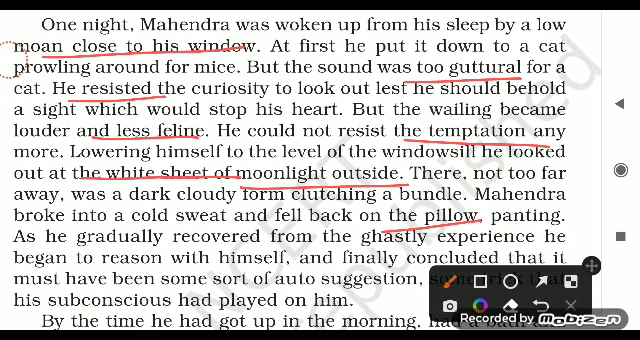 One night, Mahendra was woken up from his sleep by a low
moan close to his window. At first he put it down to a cat
prowling around for mice. But the sound was too guttural for a
cat. He resisted the curiosity to look out lest he should behold
a sight which would stop his heart. But the wailing became
louder and less feline. He could not resist the temptation any
more. Lowering himself to the level of the windowsill he looked
out at the white sheet of moonlight outside. There, not too far
away, was a dark cloudy form clutching a bundle. Mahendra
broke into a cold sweat and fell back on the pillow, panting.
As he gradually recovered from the ghastly experience he
began to reason with himself, and finally concluded that it
must have been some sort of auto suggestion,
his subconscious had played on him.
By the time he had got up in the morning, had a bath
Recorded by
MOBIZEN